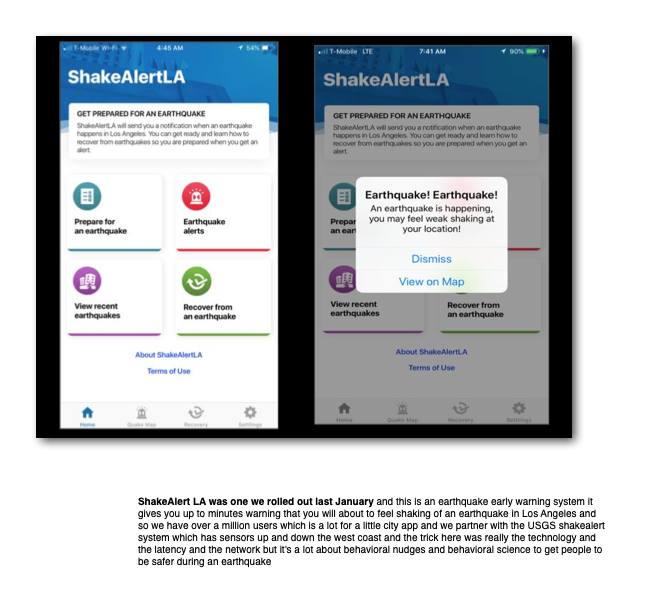 T-Mobile Wi-Fi
4:45 AM
54%
ShakeAlertLA
GET PREPARED FOR AN EARTHQUAKE
ShakeAlertLA will send you a notification when an earthquake
happens in Los Angeles. You can get ready and learn how to
recover from earthquakes so you are prepared when you get an
alert.
Prepare for
an earthquake
Earthquake
alerts
View recent
earthquakes
Recover from
an earthquake
About ShakeAlertLA
Terms of Use
Home
Quake Map
Recovery
Settings
T-Mobile LTE
7:41 AM
90%
ShakeAlertLA
GET PREPARED FOR AN EARTHQUAKE
ShakeAlertLA will send you a notification when an earthquake
happens in Los Angeles. You can get ready and learn how to
recover from earthquakes so you are prepared when you get an
alert.
Earthquake! Earthquake!
An earthquake is happening,
you may feel weak shaking at
your location!
Dismiss
View on Map
Prepar
an ear
View recent
earthquakes
Recover from
an earthquake
About ShakeAlertLA
Terms of Use
Home
Quake Map
Recovery
Settings
ShakeAlert LA was one we rolled out last January and this is an earthquake early warning system it
gives you up to minutes warning that you will about to feel shaking of an earthquake in Los Angeles and
so we have over a million users which is a lot for a little city app and we partner with the USGS shakealert
system which has sensors up and down the west coast and the trick here was really the technology and
the latency and the network but it's a lot about behavioral nudges and behavioral science to get people to
be safer during an earthquake